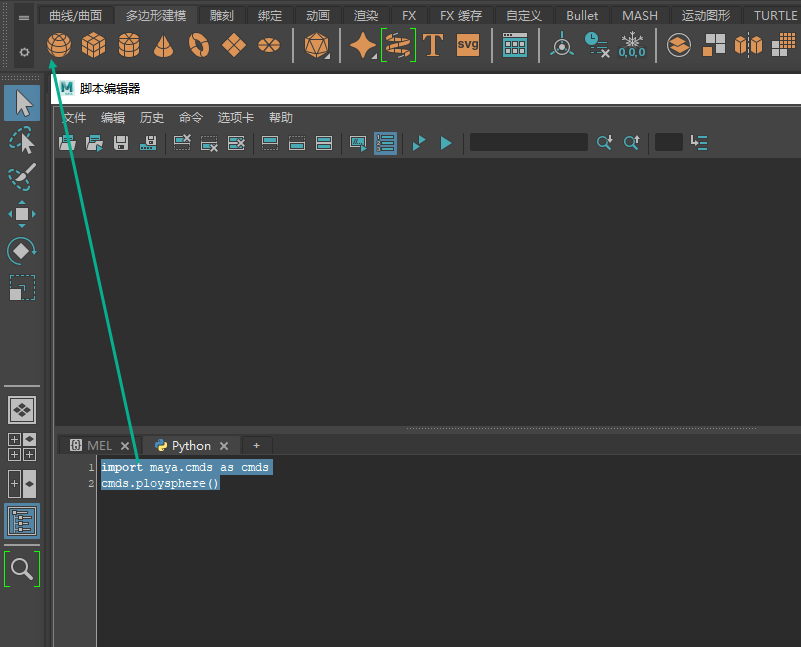 曲线/曲面 多边形建模 雕刻 绑定 动画 渲染 FX FX 缓存 自定义 Bullet MASH 运动图形 TURTLE
T svg 0,0,0
M 脚本编辑器
文件 编辑 历史 命令 选项卡 帮助
MEL Python +
1 import maya.cmds as cmds
2 cmds.ploysphere()